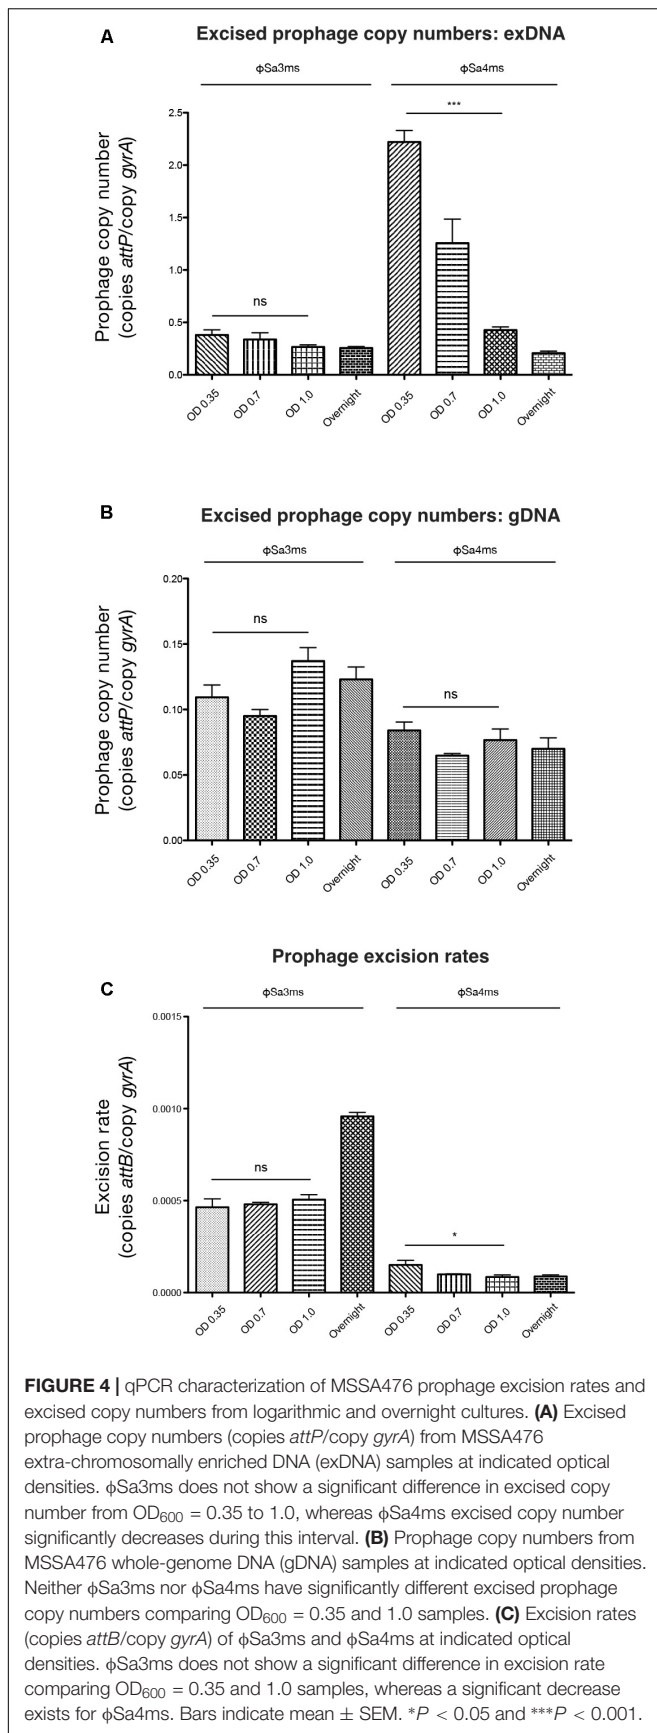 A
Excised prophage copy numbers: exDNA
ϕSa3ms
ϕSa4ms
Prophage copy number
(copies attP/copy gyrA)
2.5
2.0
1.5
1.0
0.5
0.0
ns
***
OD 0.35
OD 0.7
OD 1.0
Overnight
OD 0.35
OD 0.7
OD 1.0
Overnight
B
Excised prophage copy numbers: gDNA
ϕSa3ms
ϕSa4ms
Prophage copy number
(copies attP/copy gyrA)
0.20
0.15
0.10
0.05
0.00
ns
ns
OD 0.35
OD 0.7
OD 1.0
Overnight
OD 0.35
OD 0.7
OD 1.0
Overnight
Prophage excision rates
C
ϕSa3ms
ϕSa4ms
Excision rate
(copies attB/copy gyrA)
0.0015
0.0010
0.0005
0.0000
ns
*
OD 0.35
OD 0.7
OD 1.0
Overnight
OD 0.35
OD 0.7
OD 1.0
Overnight
FIGURE 4 | qPCR characterization of MSSA476 prophage excision rates and
excised copy numbers from logarithmic and overnight cultures. (A) Excised
prophage copy numbers (copies attP/copy gyrA) from MSSA476
extra-chromosomally enriched DNA (exDNA) samples at indicated optical
densities. ϕSa3ms does not show a significant difference in excised copy
number from OD600 = 0.35 to 1.0, whereas ϕSa4ms excised copy number
significantly decreases during this interval. (B) Prophage copy numbers from
MSSA476 whole-genome DNA (gDNA) samples at indicated optical densities.
Neither ϕSa3ms nor ϕSa4ms have significantly different excised prophage
copy numbers comparing OD600 = 0.35 and 1.0 samples. (C) Excision rates
(copies attB/copy gyrA) of ϕSa3ms and ϕSa4ms at indicated optical
densities. ϕSa3ms does not show a significant difference in excision rate
comparing OD600 = 0.35 and 1.0 samples, whereas a significant decrease
exists for ϕSa4ms. Bars indicate mean ± SEM. *P < 0.05 and ***P < 0.001.